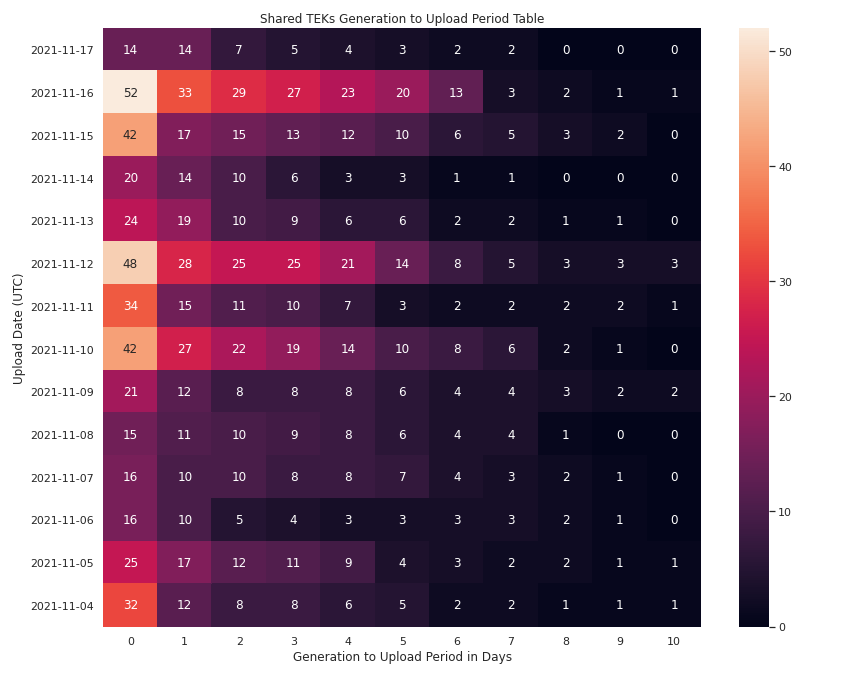 Shared TEKs Generation to Upload Period Table
Upload Date (UTC)
2021-11-17 14 14 7 5 4 3 2 2 0 0 0
2021-11-16 52 33 29 27 23 20 13 3 2 1 1
2021-11-15 42 17 15 13 12 10 6 5 3 2 0
2021-11-14 20 14 10 6 3 3 1 1 0 0 0
2021-11-13 24 19 10 9 6 6 2 2 1 1 0
2021-11-12 48 28 25 25 21 14 8 5 3 3 3
2021-11-11 34 15 11 10 7 3 2 2 2 2 1
2021-11-10 42 27 22 19 14 10 8 6 2 1 0
2021-11-09 21 12 8 8 8 6 4 4 3 2 2
2021-11-08 15 11 10 9 8 6 4 4 1 0 0
2021-11-07 16 10 10 8 8 7 4 3 2 1 0
2021-11-06 16 10 5 4 3 3 3 3 2 1 0
2021-11-05 25 17 12 11 9 4 3 2 2 1 1
2021-11-04 32 12 8 8 6 5 2 2 1 1 1
0 1 2 3 4 5 6 7 8 9 10
Generation to Upload Period in Days
50
40
30
20
10
0